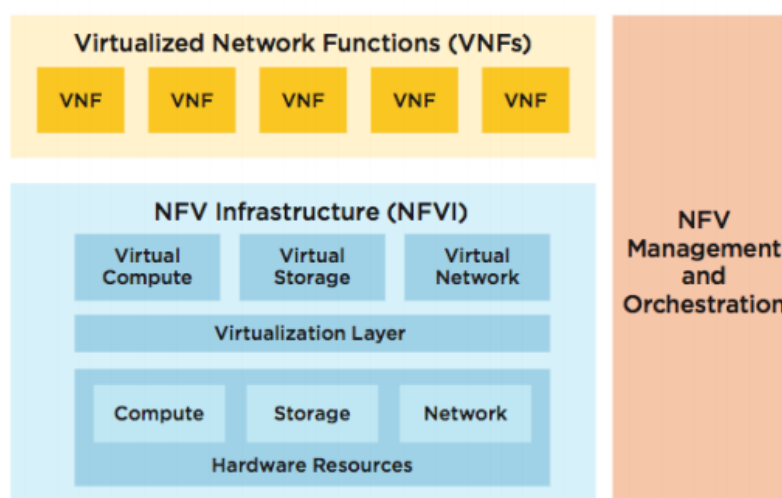 Virtualized Network Functions (VNFs)
VNF VNF VNF VNF VNF
NFV Infrastructure (NFVI)
Virtual
Compute
Virtual
Storage
Virtual
Network
Virtualization Layer
Compute
Storage
Network
Hardware Resources
NFV
Management
and
Orchestration